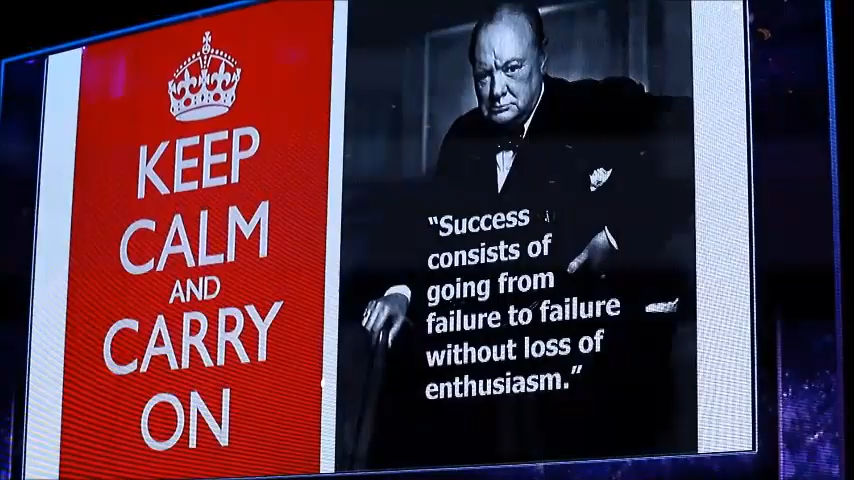 KEEP
CALM
AND
CARRY
ON
“Success
consists of
going from
failure to failure
without loss of
enthusiasm.”